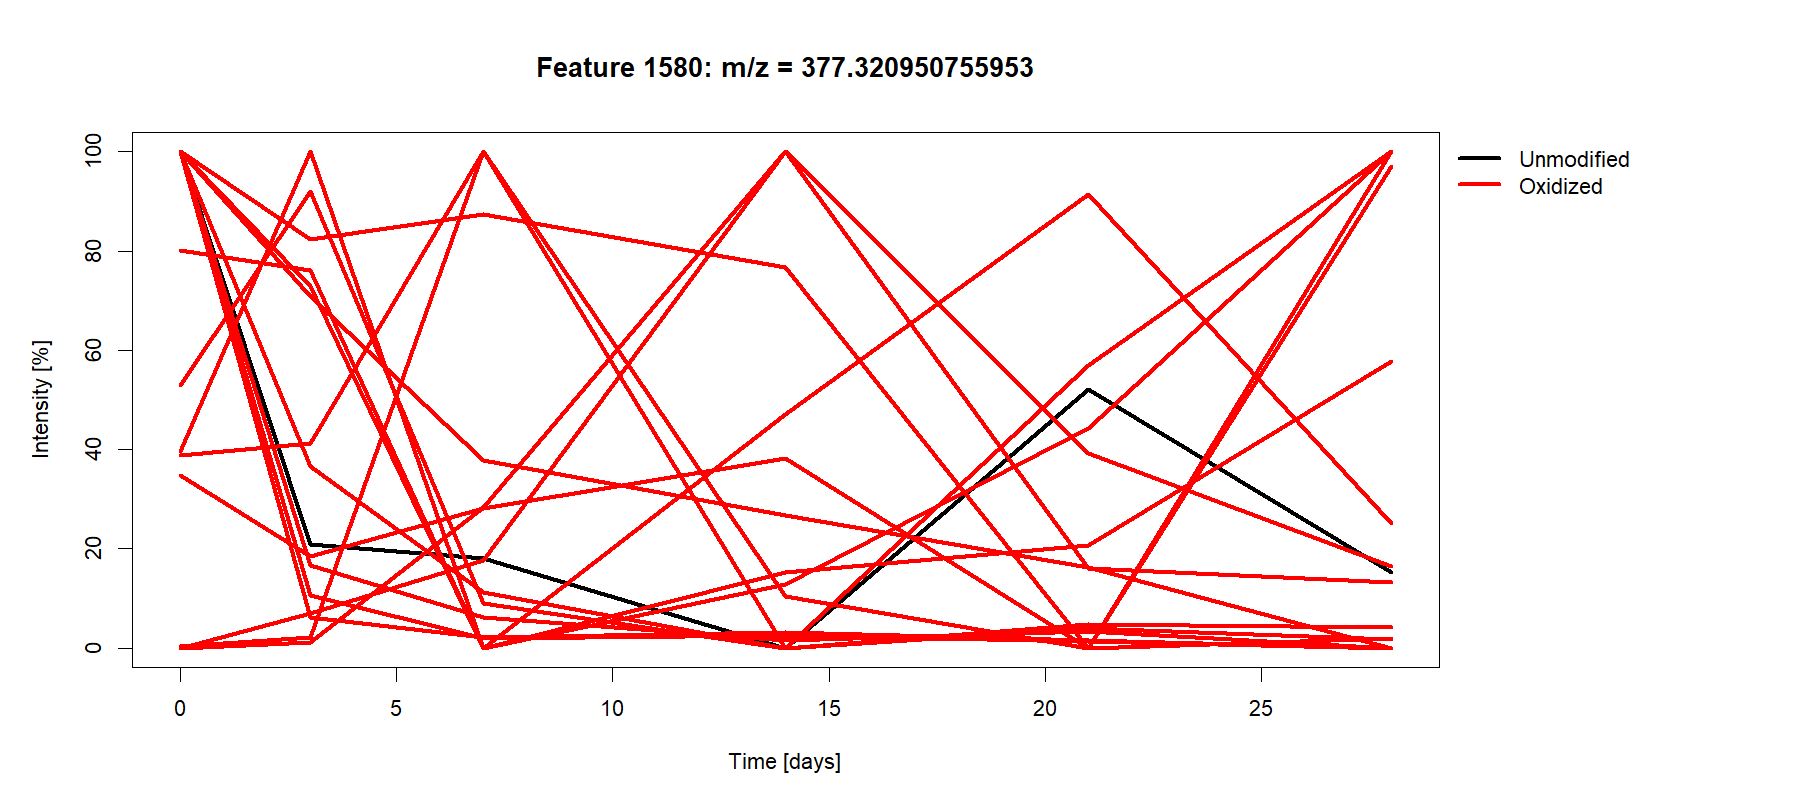 Feature 1580: m/z = 377.320950755953
Unmodified
Oxidized
Intensity [%]
100
80
60
40
20
0
0 5 10 15 20 25
Time [days]